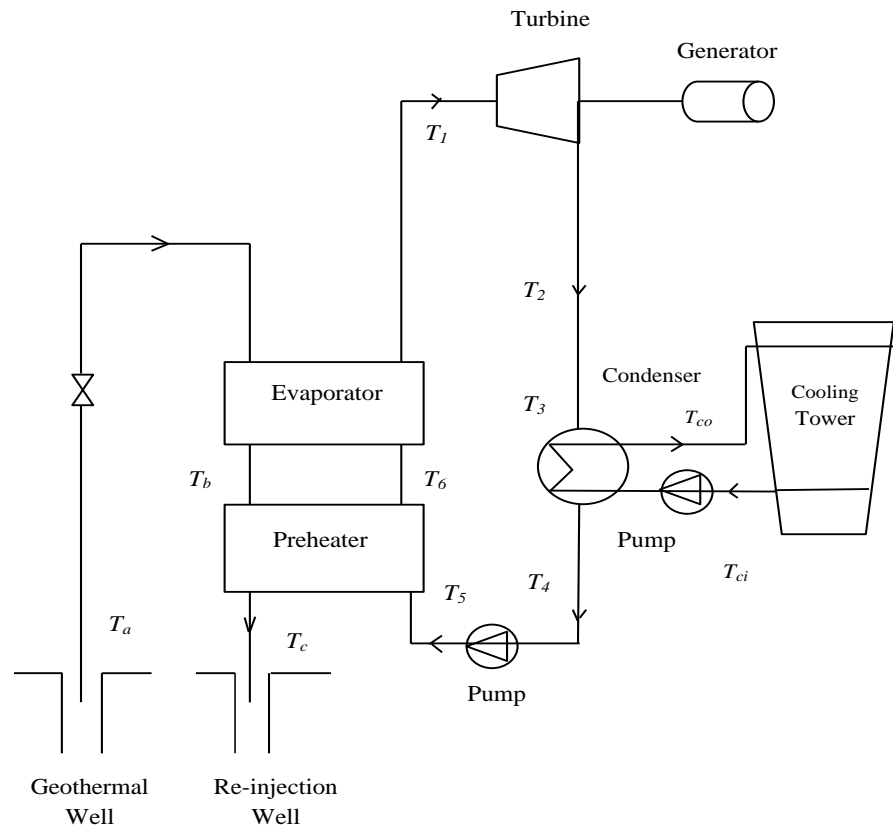 Turbine
Generator
T1
T2
Evaporator
Condenser
T3
Cooling
Tower
Tco
Tb
T6
Preheater
Pump
T5
T4
Tci
Ta
Tc
Pump
Geothermal
Well
Re-injection
Well